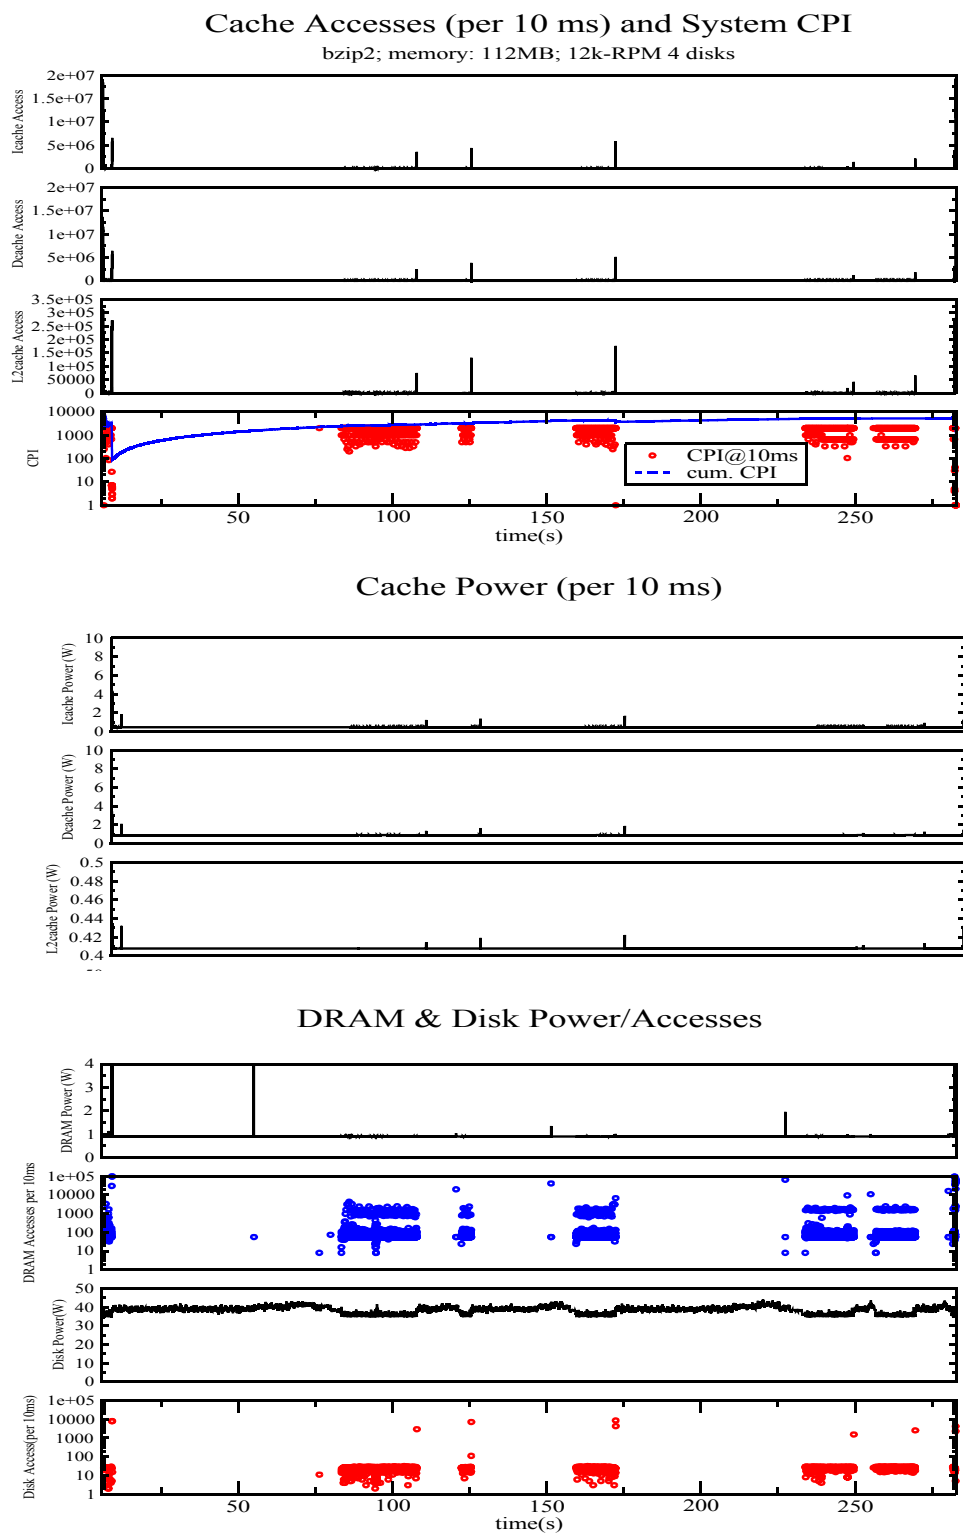 Cache Accesses (per 10 ms) and System CPI
bzip2; memory: 112MB; 12k-RPM 4 disks
Icache Access
2e+07
1.5e+07
1e+07
5e+06
0
Dcache Access
2e+07
1.5e+07
1e+07
5e+06
0
L2cache Access
3.5e+05
2.5e+05
1.5e+05
50000
0
CPI
10000
1000
100
10
1
CPI@10ms
cum. CPI
50 100 150 200 250
time(s)
Cache Power (per 10 ms)
Icache Power (W)
10
8
6
4
2
0
Dcache Power (W)
10
8
6
4
2
0
L2cache Power (W)
0.5
0.48
0.46
0.44
0.42
0.4
DRAM & Disk Power/Accesses
DRAM Power (W)
4
3
2
1
0
DRAM Accesses per 10ms
1e+05
10000
1000
100
10
1
Disk Power(W)
50
40
30
20
10
0
Disk Access(per 10ms)
1e+05
10000
1000
100
10
1
50 100 150 200 250
time(s)